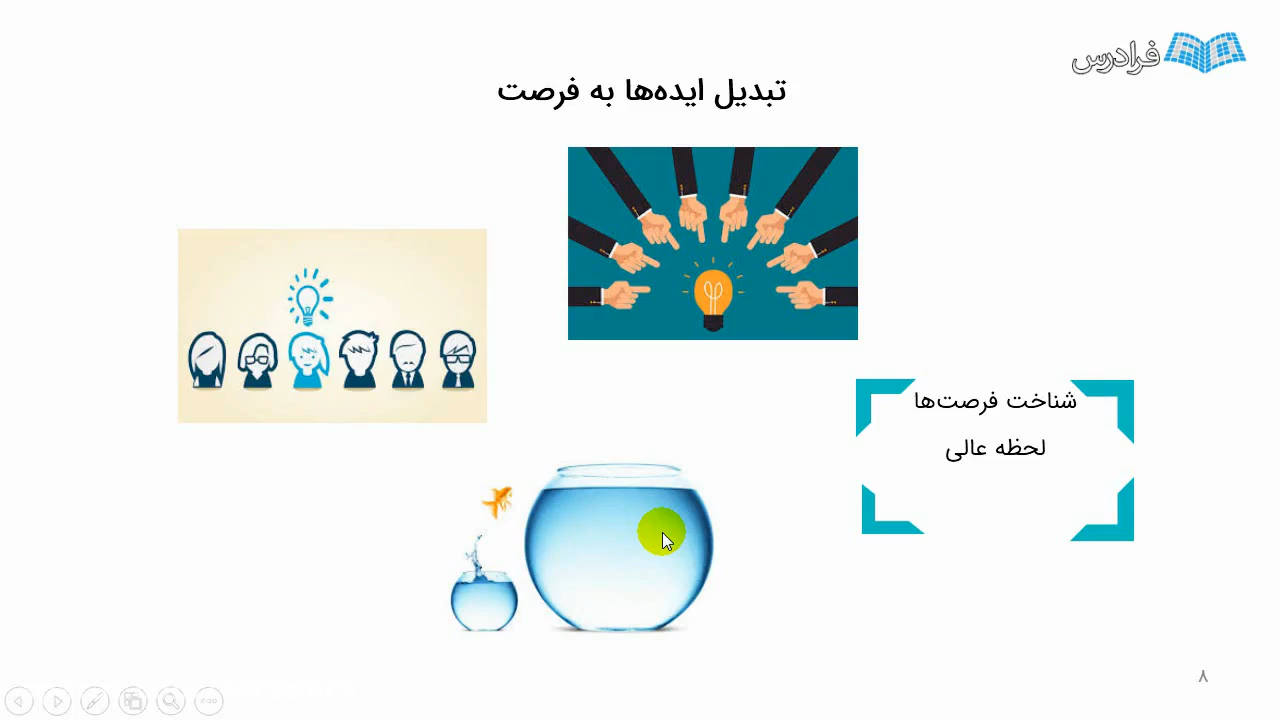 فرادرس
تبدیل ایده‌ها به فرصت
شناخت فرصت‌ها
لحظه عالی
۸